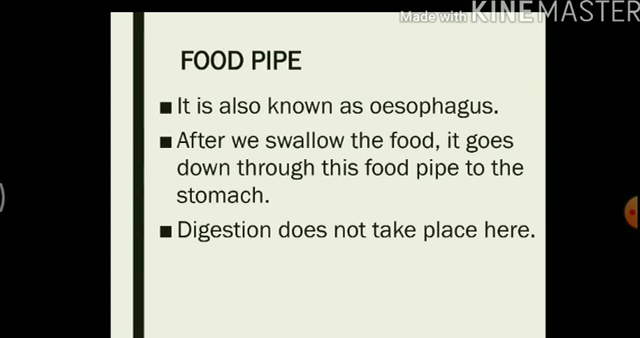 Made with KINEMASTER
FOOD PIPE
■ It is also known as oesophagus.
■ After we swallow the food, it goes
down through this food pipe to the
stomach.
■ Digestion does not take place here.